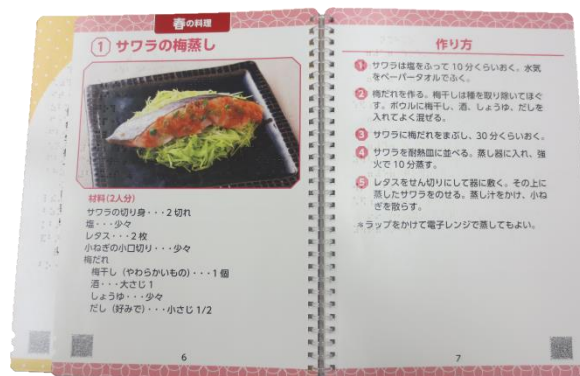 春の料理
① サワラの梅蒸し
材料(2人分)
サワラの切り身・・・2切れ
塩・・・少々
レタス・・・2枚
小ねぎの小口切り・・・少々
梅だれ
梅干し(やわらかいもの)・・・1個
酒・・・大さじ1
しょうゆ・・・少々
だし(好みで)・・・小さじ1/2
6
作り方
1 サワラは塩をふって10分くらいおく。水気
をペーパータオルでふく。
2 梅だれを作る。梅干しは種を取り除いてほぐ
す。ボウルに梅干し、酒、しょうゆ、だしを
入れてよく混ぜる。
3 サワラに梅だれをまぶし、30分くらいおく。
4 サワラを耐熱皿に並べる。蒸し器に入れ、強
火で10分蒸す。
5 レタスをせん切りにして器に敷く。その上に
蒸したサワラをのせる。蒸し汁をかけ、小ね
ぎを散らす。
*ラップをかけて電子レンジで蒸してもよい。
7